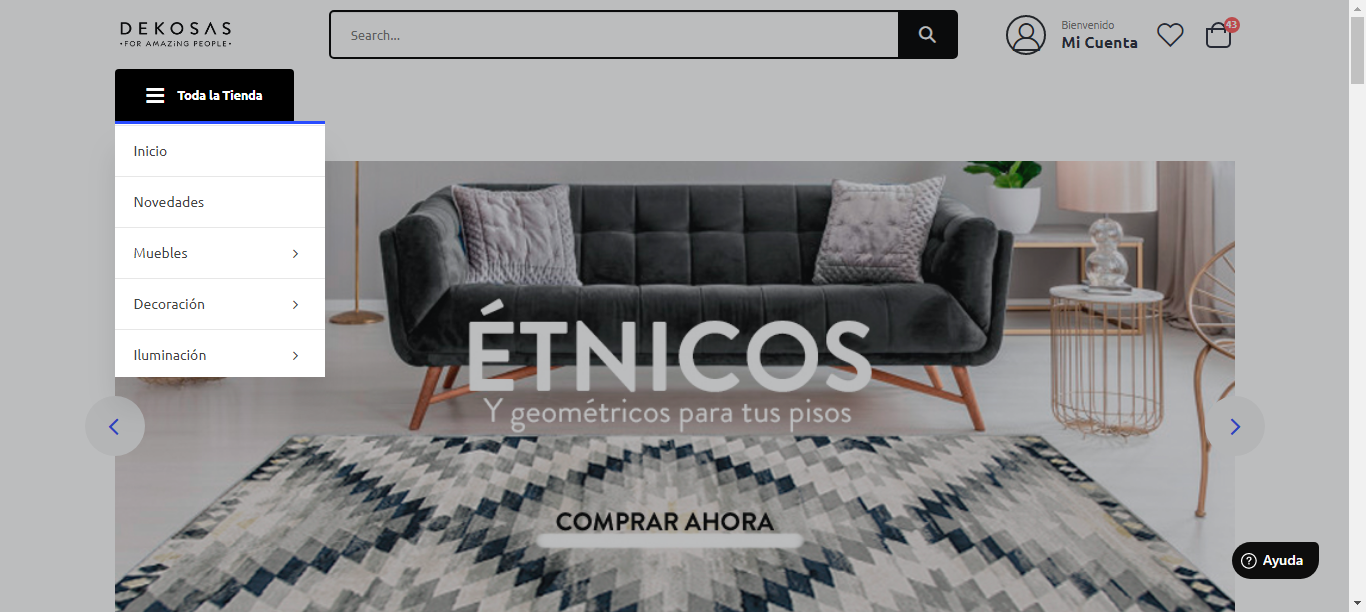 DEKOSAS
•FOR AMAZING PEOPLE•
Search...
Bienvenido
Mi Cuenta
43
Toda la Tienda
Inicio
Novedades
Muebles
Decoración
Iluminación
ÉTNICOS
Y geométricos para tus pisos
COMPRAR AHORA
Ayuda